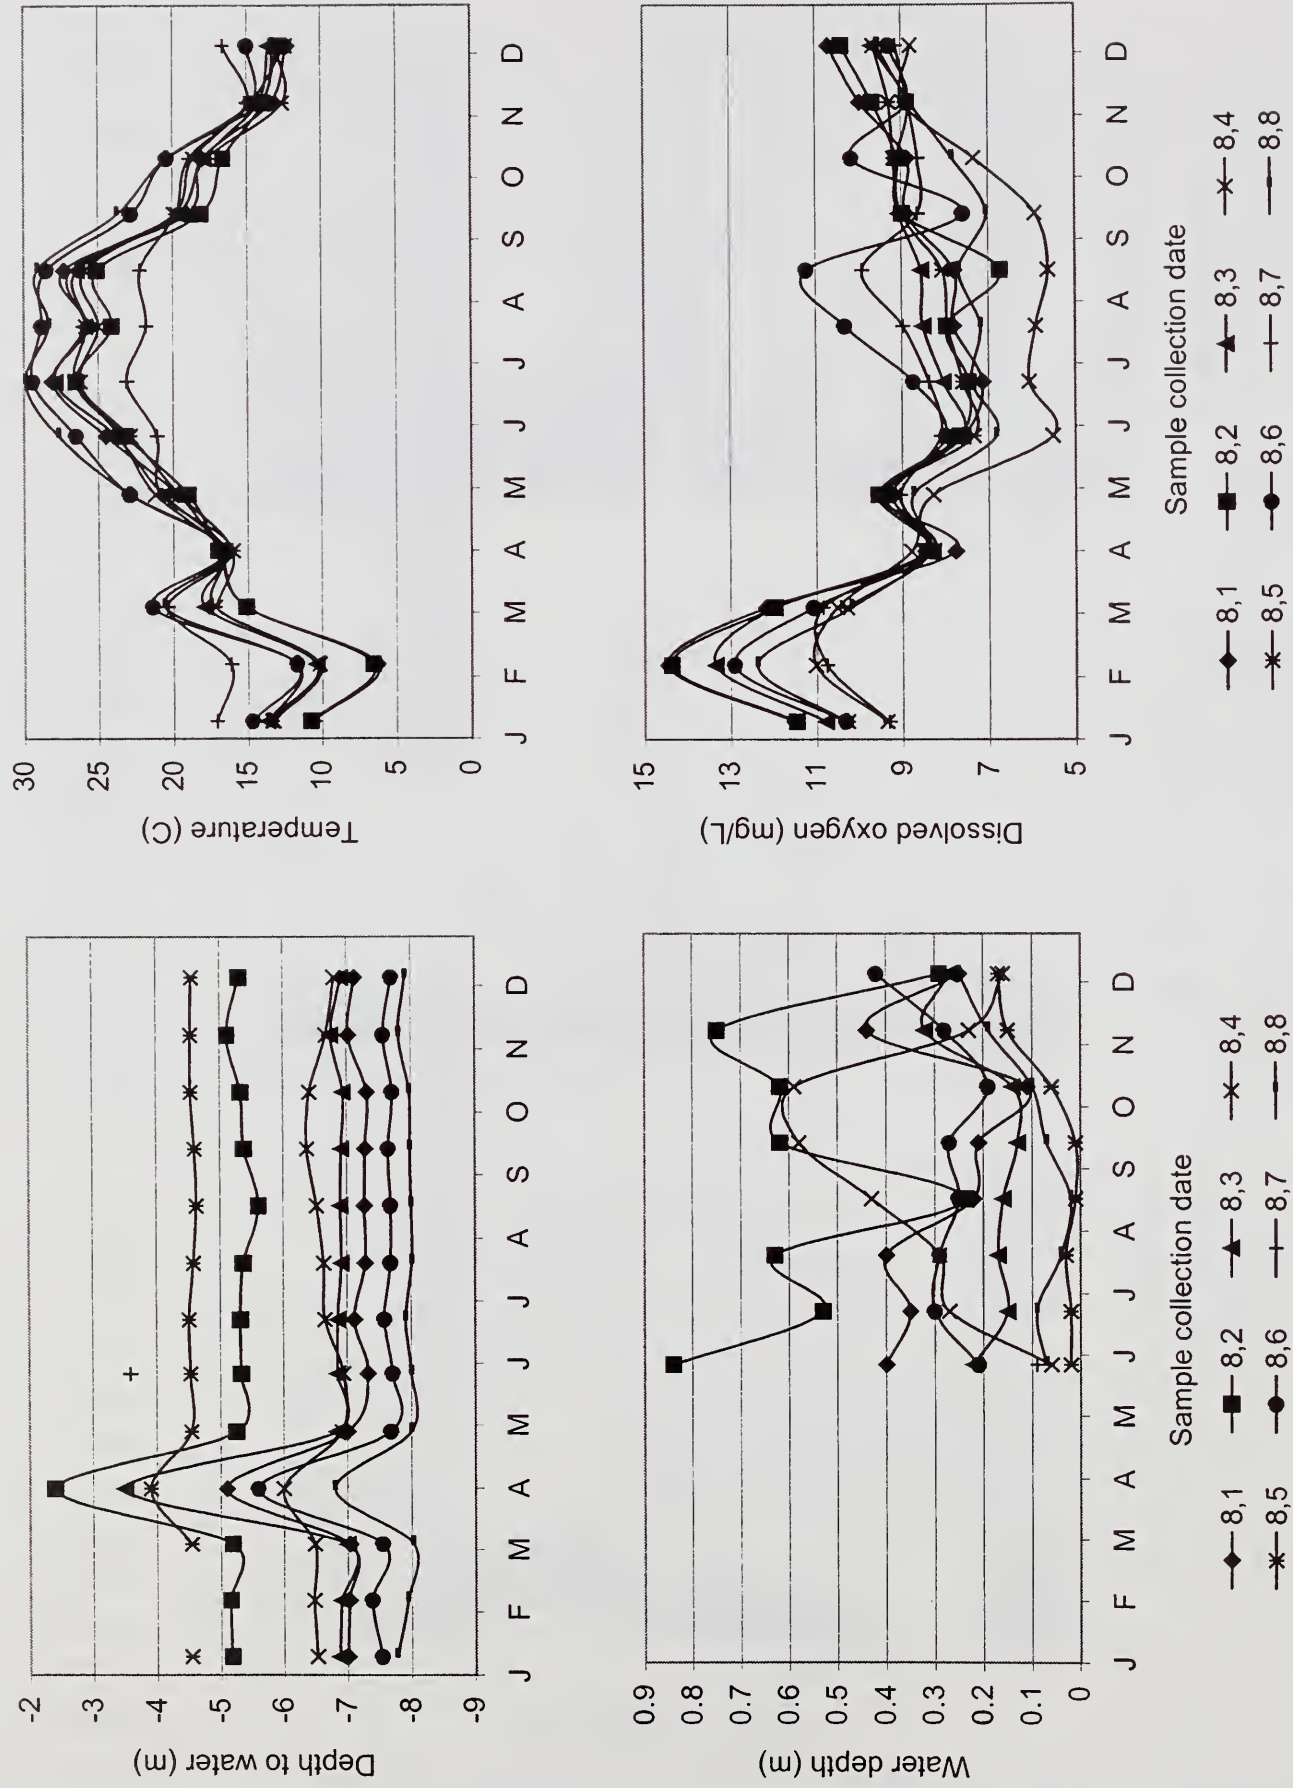 Depth to water (m)
-2
-3
-4
-5
-6
-7
-8
-9
J F M A M J J A S O N D
Temperature (C)
30
25
20
15
10
5
0
J F M A M J J A S O N D
Water depth (m)
0.9
0.8
0.7
0.6
0.5
0.4
0.3
0.2
0.1
0
J F M A M J J A S O N D
Sample collection date
8,1 8,2 8,3 8,4
8,5 8,6 8,7 8,8
Dissolved oxygen (mg/L)
15
13
11
9
7
5
J F M A M J J A S O N D
Sample collection date
8,1 8,2 8,3 8,4
8,5 8,6 8,7 8,8